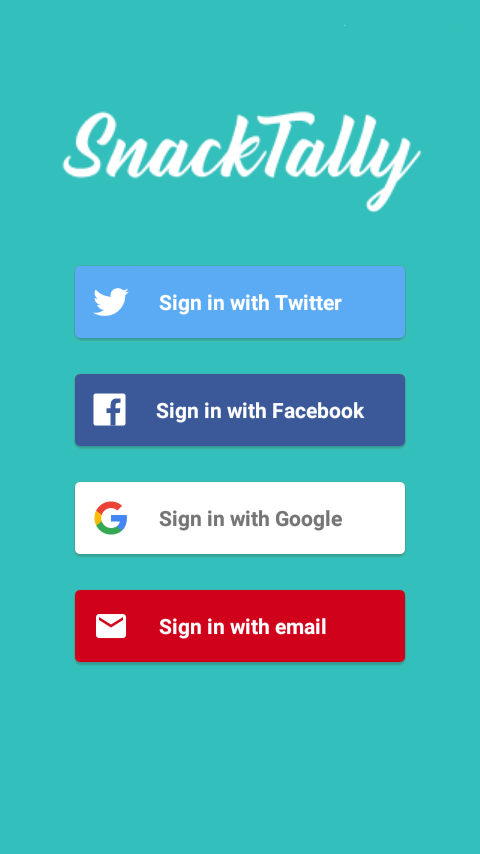 SnackTally
Sign in with Twitter
Sign in with Facebook
Sign in with Google
Sign in with email